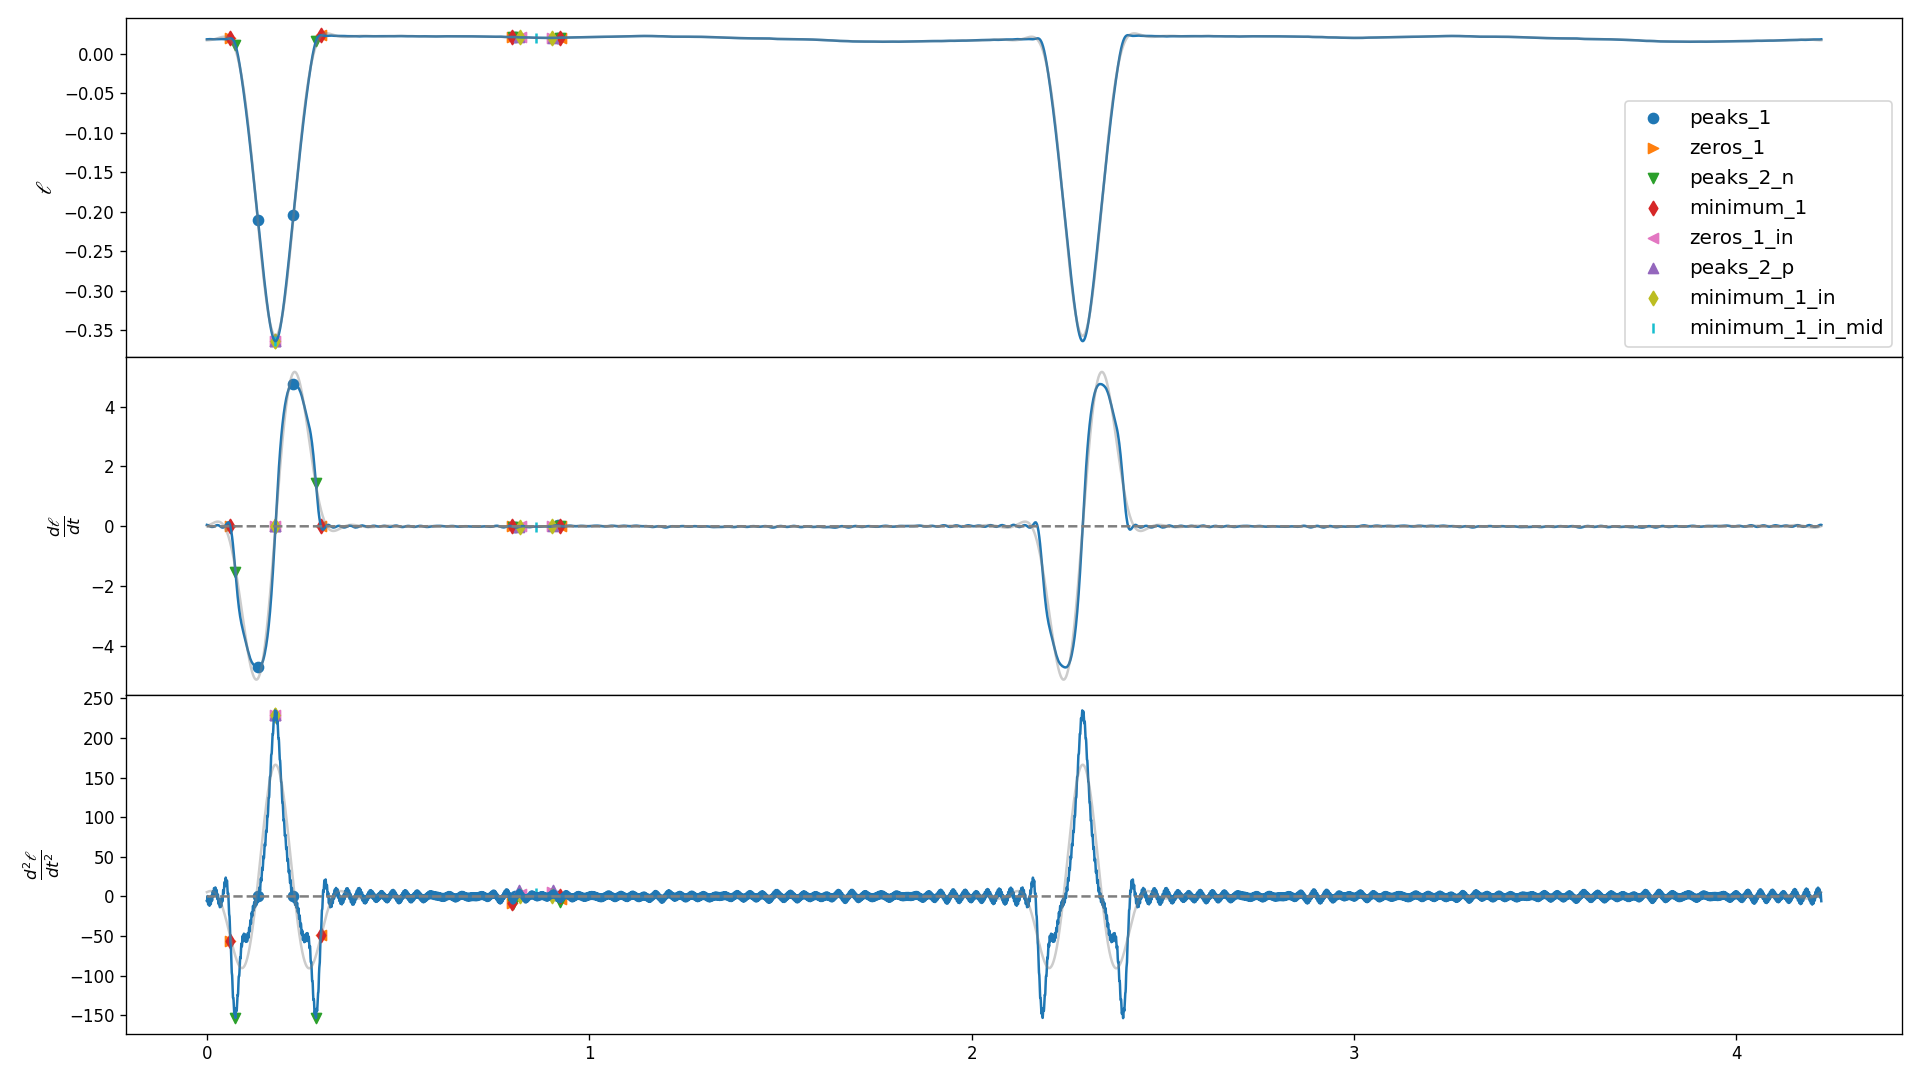 0.00
−0.05
−0.10
−0.15
−0.20
−0.25
−0.30
−0.35
ℓ
peaks_1
zeros_1
peaks_2_n
minimum_1
zeros_1_in
peaks_2_p
minimum_1_in
minimum_1_in_mid
4
2
0
−2
−4
dℓ/dt
250
200
150
100
50
0
−50
−100
−150
d²ℓ/dt²
0 1 2 3 4